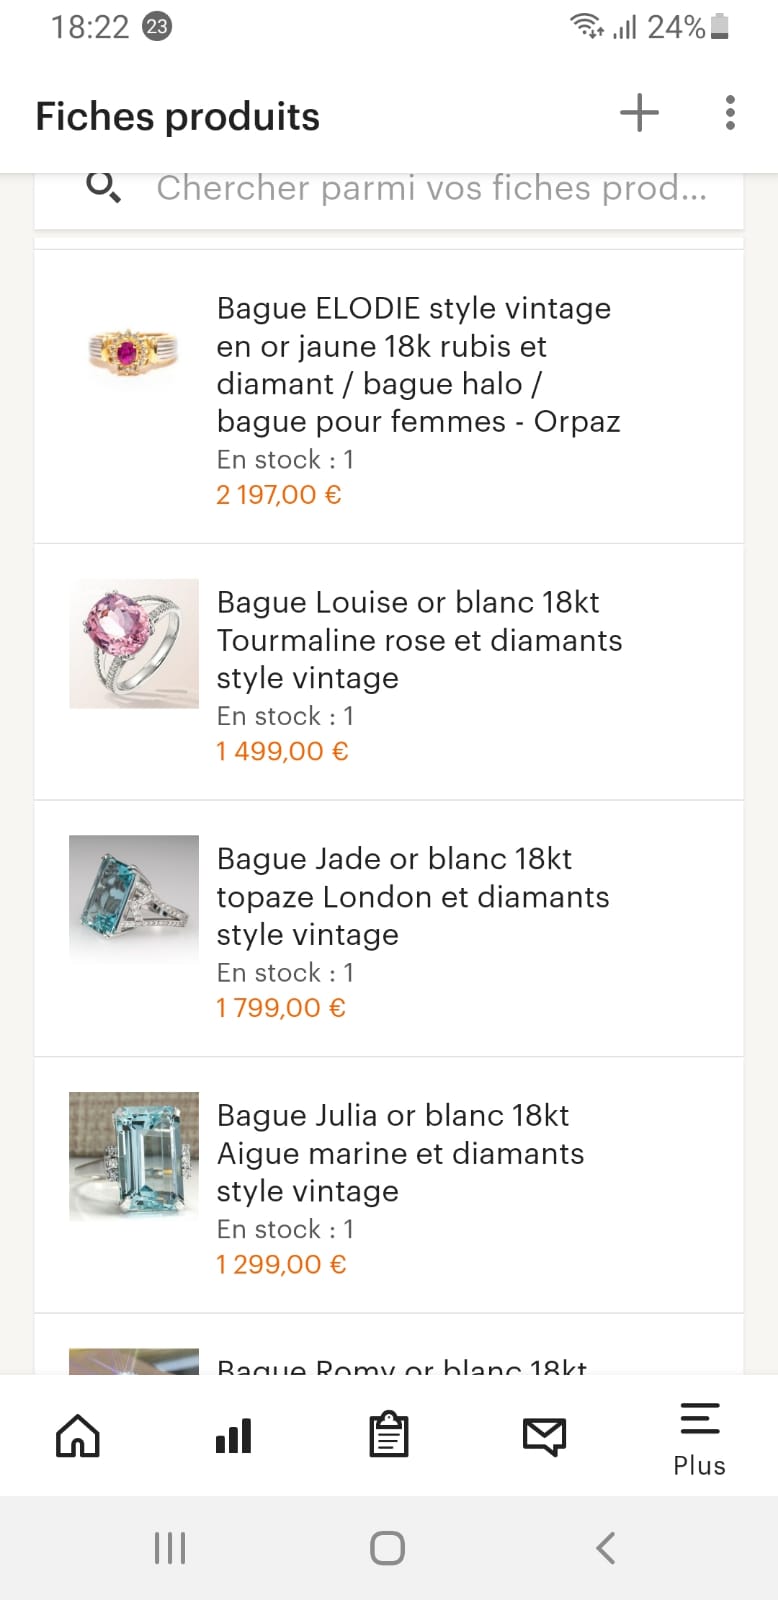 18:22 23 24%
Fiches produits
Chercher parmi vos fiches prod...
Bague ELODIE style vintage
en or jaune 18k rubis et
diamant / bague halo /
bague pour femmes - Orpaz
En stock : 1
2 197,00 €
Bague Louise or blanc 18kt
Tourmaline rose et diamants
style vintage
En stock : 1
1 499,00 €
Bague Jade or blanc 18kt
topaze London et diamants
style vintage
En stock : 1
1 799,00 €
Bague Julia or blanc 18kt
Aigue marine et diamants
style vintage
En stock : 1
1 299,00 €
Bague Romy or blanc 18kt
Plus